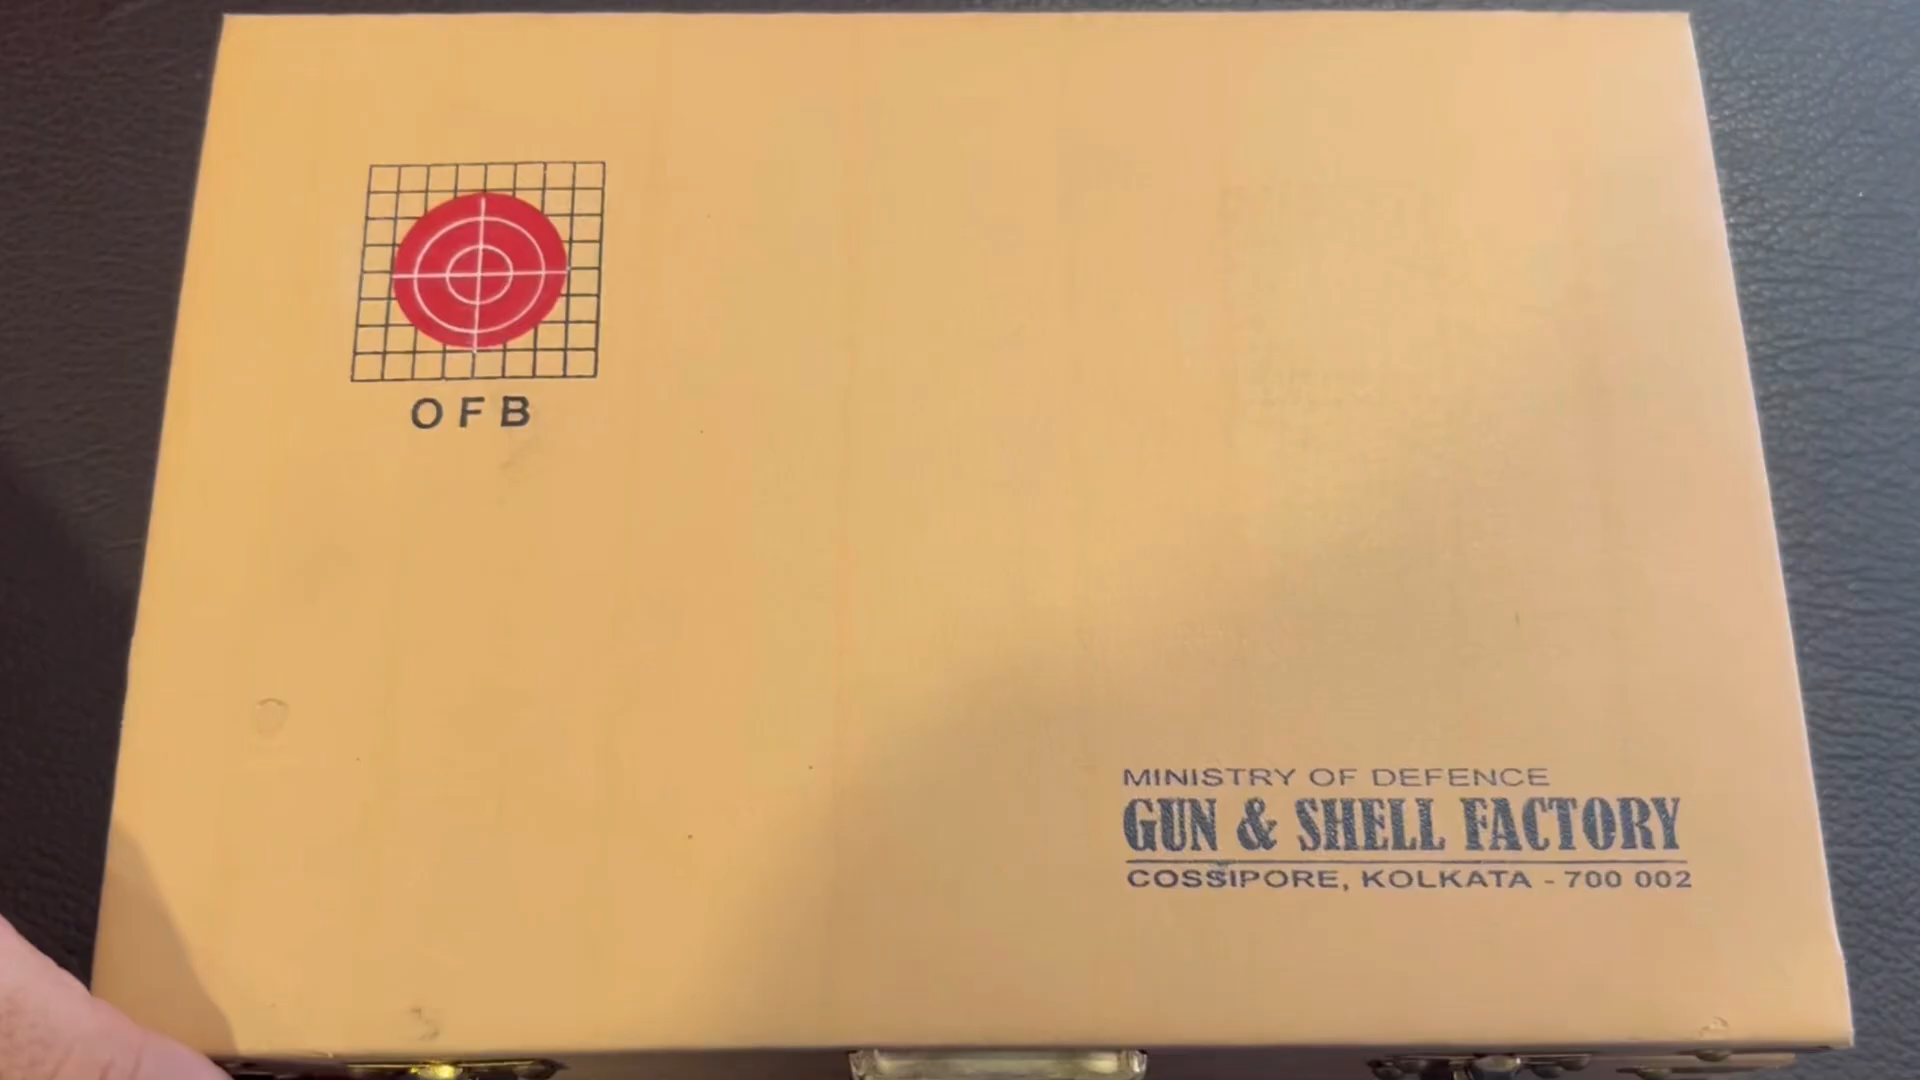 OFB
MINISTRY OF DEFENCE
GUN & SHELL FACTORY
COSSIPORE, KOLKATA - 700 002